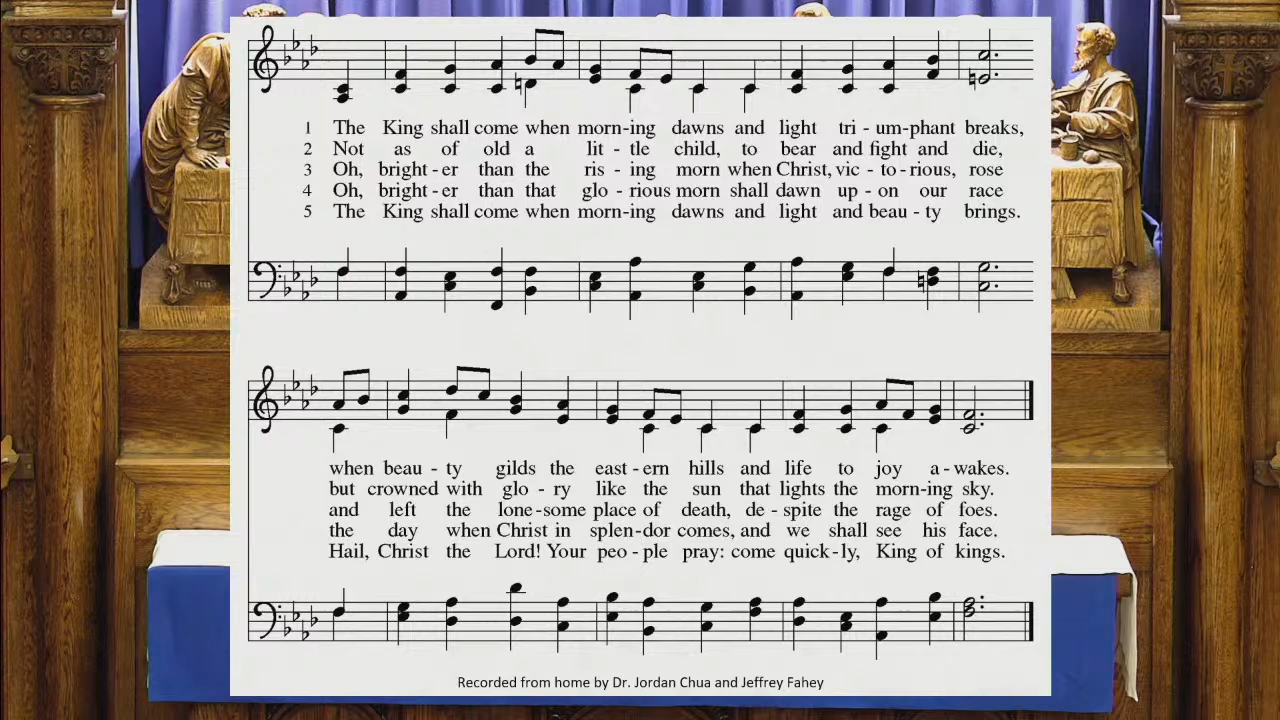 1 The King shall come when morn-ing dawns and light tri - um-phant breaks,
2 Not as of old a lit - tle child, to bear and fight and die,
3 Oh, bright - er than the ris - ing morn when Christ, vic - to - rious, rose
4 Oh, bright - er than that glo - rious morn shall dawn up - on our race
5 The King shall come when morn-ing dawns and light and beau - ty brings.
when beau - ty gilds the east - ern hills and life to joy a - wakes.
but crowned with glo - ry like the sun that lights the morn-ing sky.
and left the lone-some place of death, de - spite the rage of foes.
the day when Christ in splen-dor comes, and we shall see his face.
Hail, Christ the Lord! Your peo - ple pray: come quick-ly, King of kings.
Recorded from home by Dr. Jordan Chua and Jeffrey Fahey